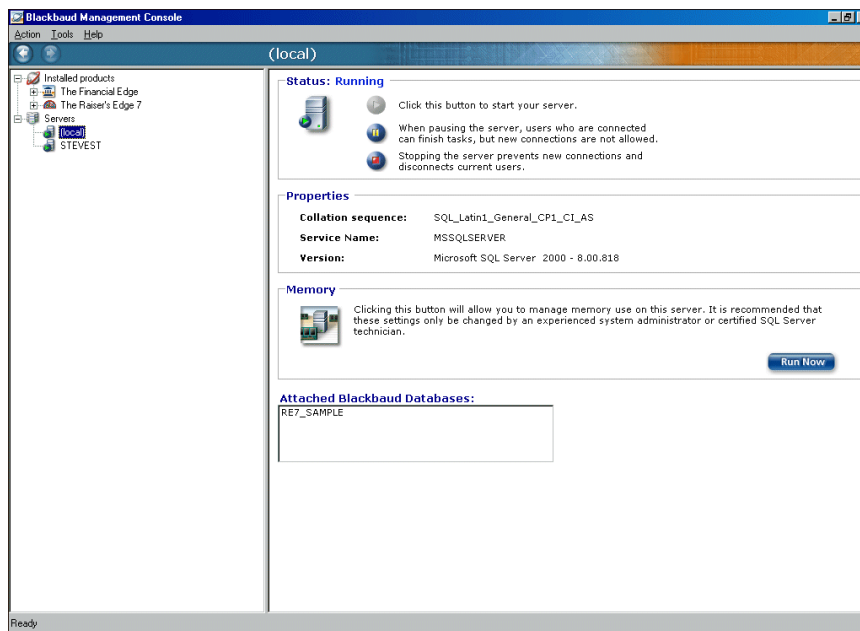 Blackbaud Management Console
Action Tools Help
(local)
Installed products
The Financial Edge
The Raiser's Edge 7
Servers
(local)
STEVEST
Status: Running
Click this button to start your server.
When pausing the server, users who are connected
can finish tasks, but new connections are not allowed.
Stopping the server prevents new connections and
disconnects current users.
Properties
Collation sequence: SQL_Latin1_General_CP1_CI_AS
Service Name: MSSQLSERVER
Version: Microsoft SQL Server 2000 - 8.00.818
Memory
Clicking this button will allow you to manage memory use on this server. It is recommended that
these settings only be changed by an experienced system administrator or certified SQL Server
technician.
Run Now
Attached Blackbaud Databases:
RE7_SAMPLE
Ready